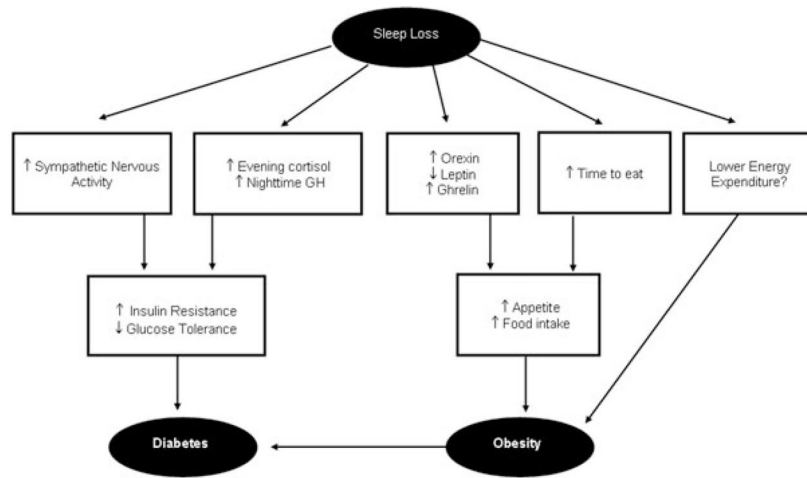 Sleep Loss
↑ Sympathetic Nervous
Activity
↑ Evening cortisol
↑ Nighttime GH
↑ Orexin
↓ Leptin
↑ Ghrelin
↑ Time to eat
Lower Energy
Expenditure?
↑ Insulin Resistance
↓ Glucose Tolerance
↑ Appetite
↑ Food intake
Diabetes
Obesity